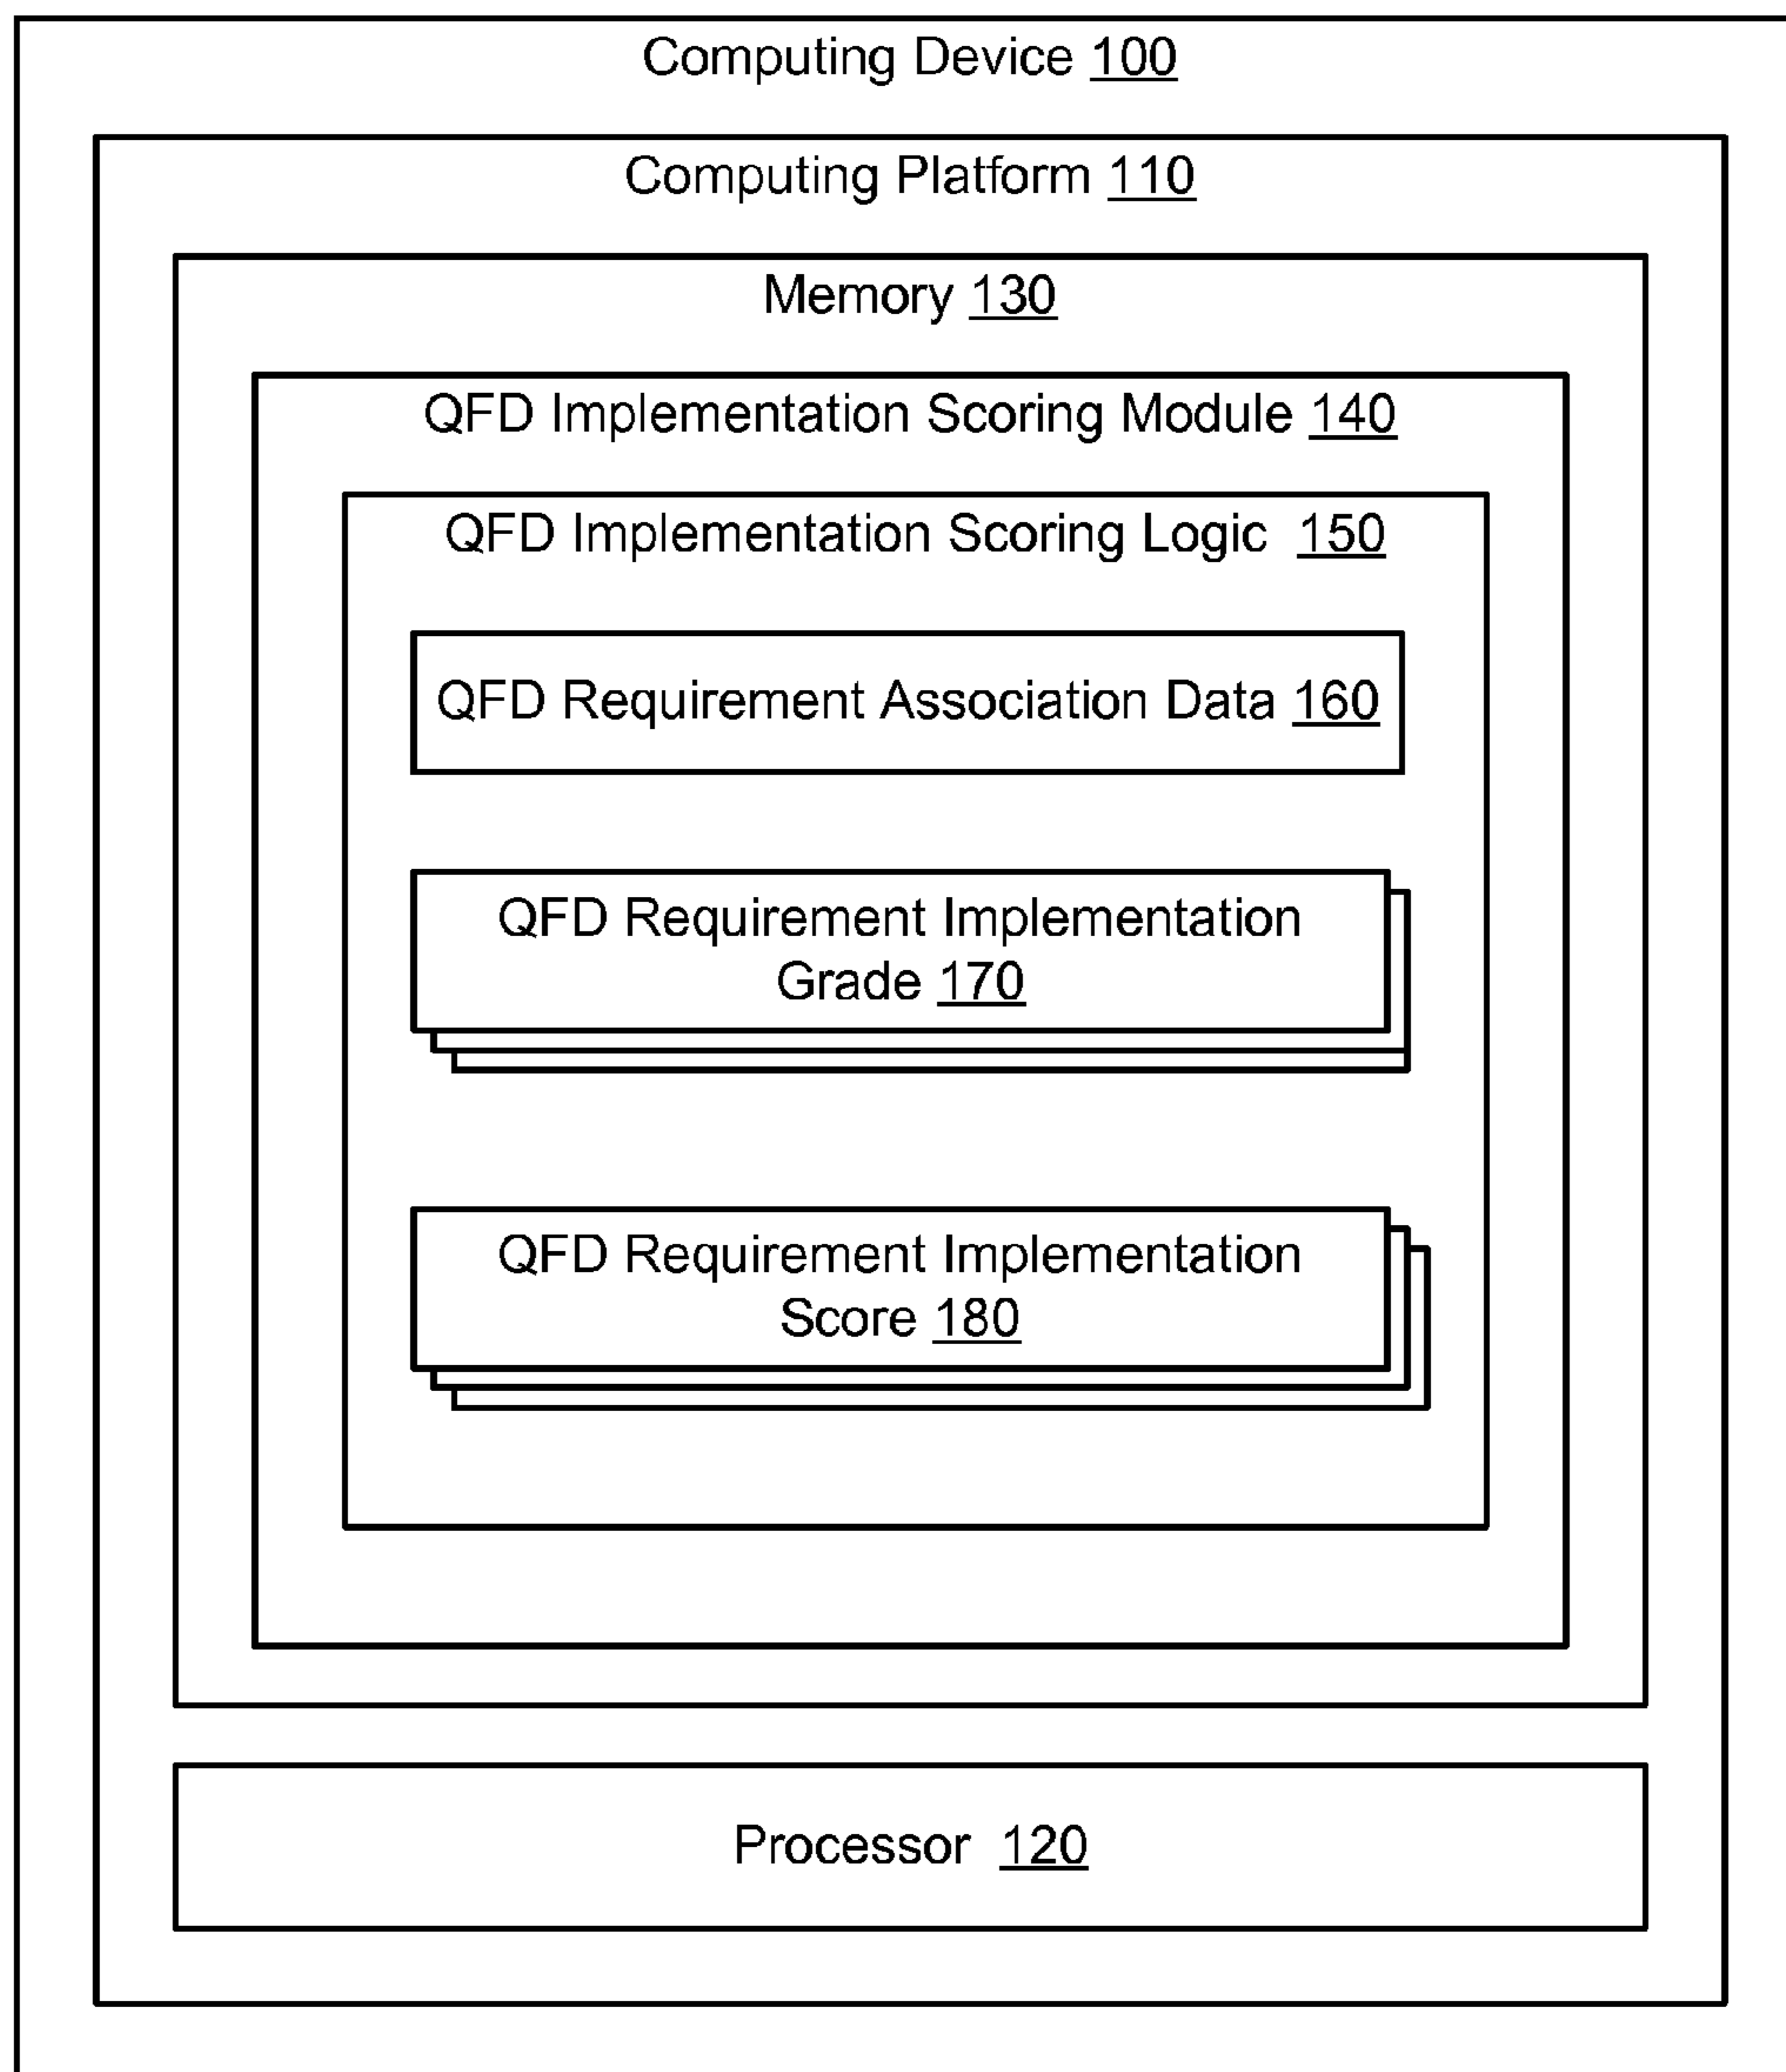 Computing Device 100
Computing Platform 110
Memory 130
QFD Implementation Scoring Module 140
QFD Implementation Scoring Logic 150
QFD Requirement Association Data 160
QFD Requirement Implementation
Grade 170
QFD Requirement Implementation
Score 180
Processor 120